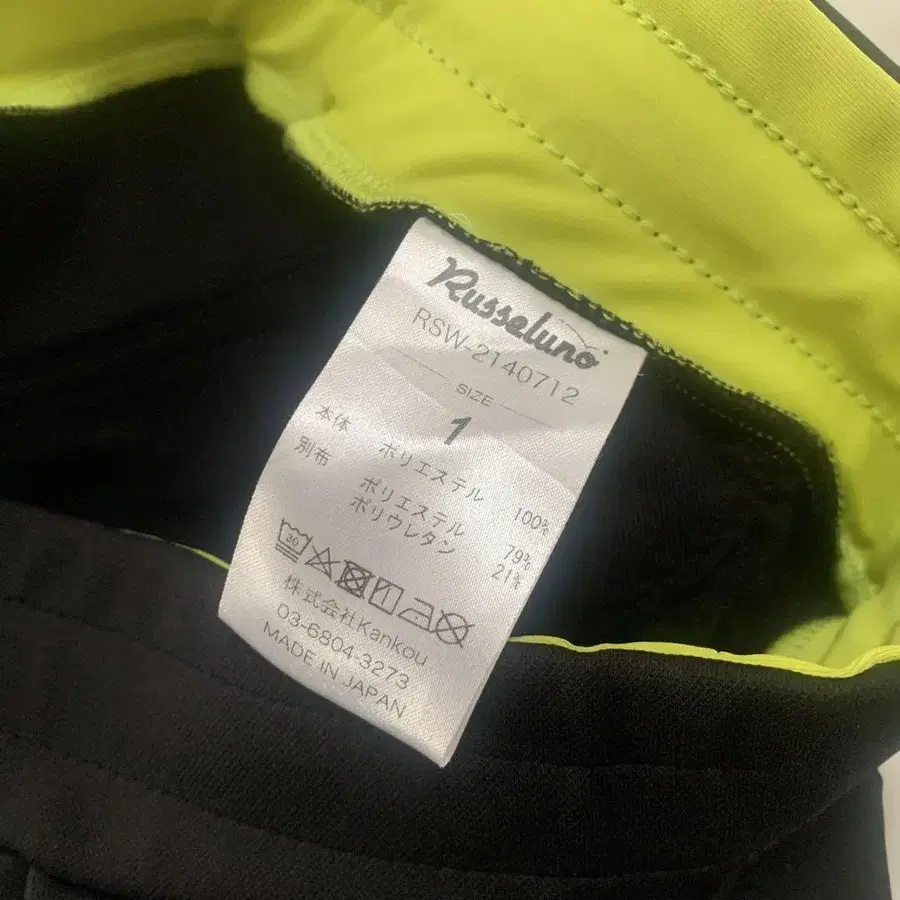 Russeluno
RSW-2140712
SIZE
1
本体 ポリエステル 100%
別布 ポリエステル 79%
ポリウレタン 21%
30
株式会社Kankou
03-6804-3273
MADE IN JAPAN